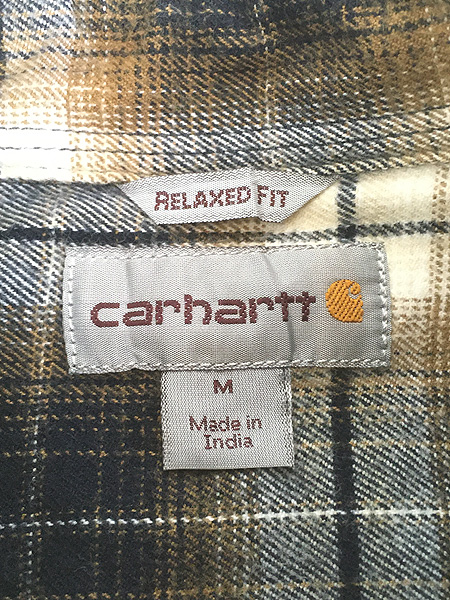 RELAXED FIT
carhartt
M
Made in
India